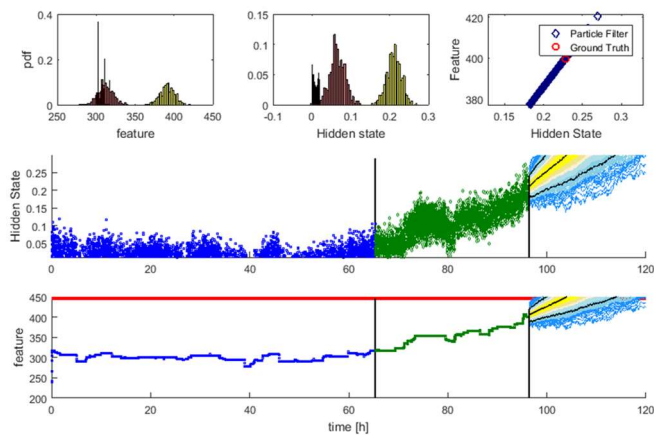 0.4
0.2
0
pdf
250 300 350 400 450
feature
0.15
0.1
0.05
0
-0.1 0 0.1 0.2 0.3
Hidden state
420
400
380
Feature
Particle Filter
Ground Truth
0.15 0.2 0.25 0.3
Hidden State
0.25
0.2
0.15
0.1
0.05
Hidden State
0 20 40 60 80 100 120
450
400
350
300
250
200
feature
0 20 40 60 80 100 120
time [h]